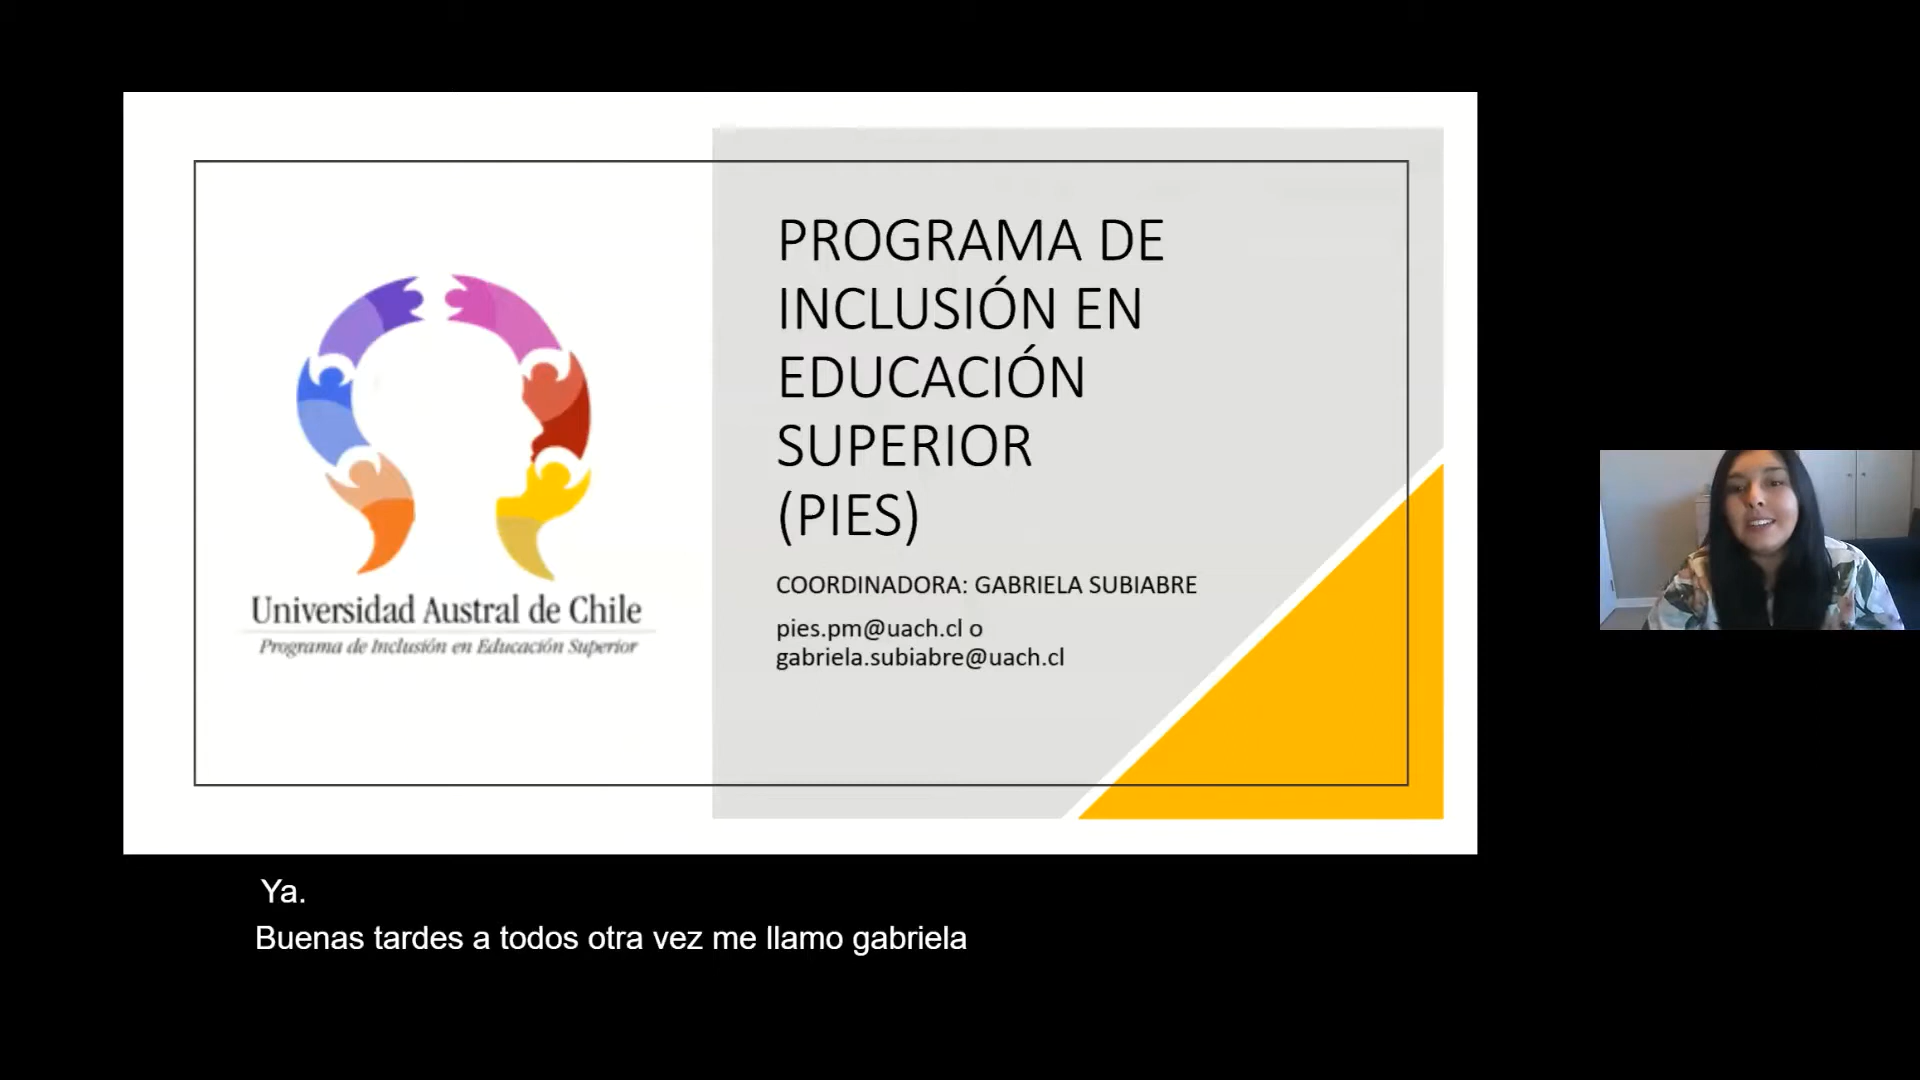 PROGRAMA DE
INCLUSIÓN EN
EDUCACIÓN
SUPERIOR
(PIES)
COORDINADORA: GABRIELA SUBIABRE
pies.pm@uach.cl o
gabriela.subiabre@uach.cl
Universidad Austral de Chile
Programa de Inclusión en Educación Superior
Ya.
Buenas tardes a todos otra vez me llamo gabriela